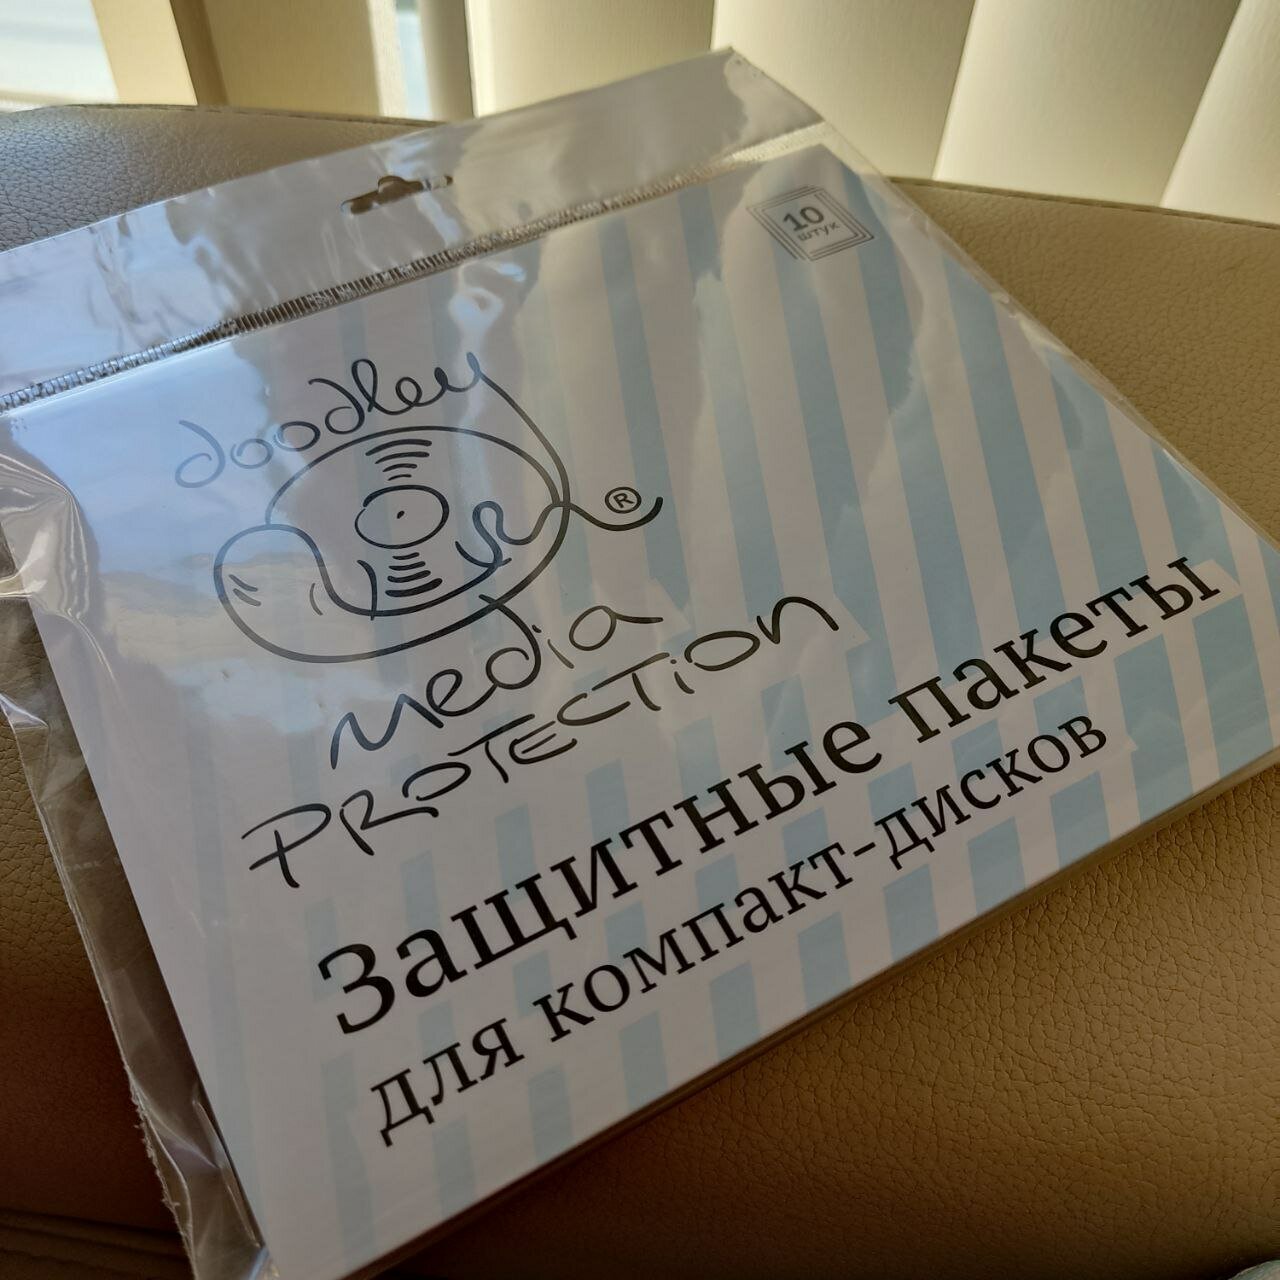 10
штук
doodley
®
media
PROTECTION
Защитные пакеты
для компакт-дисков